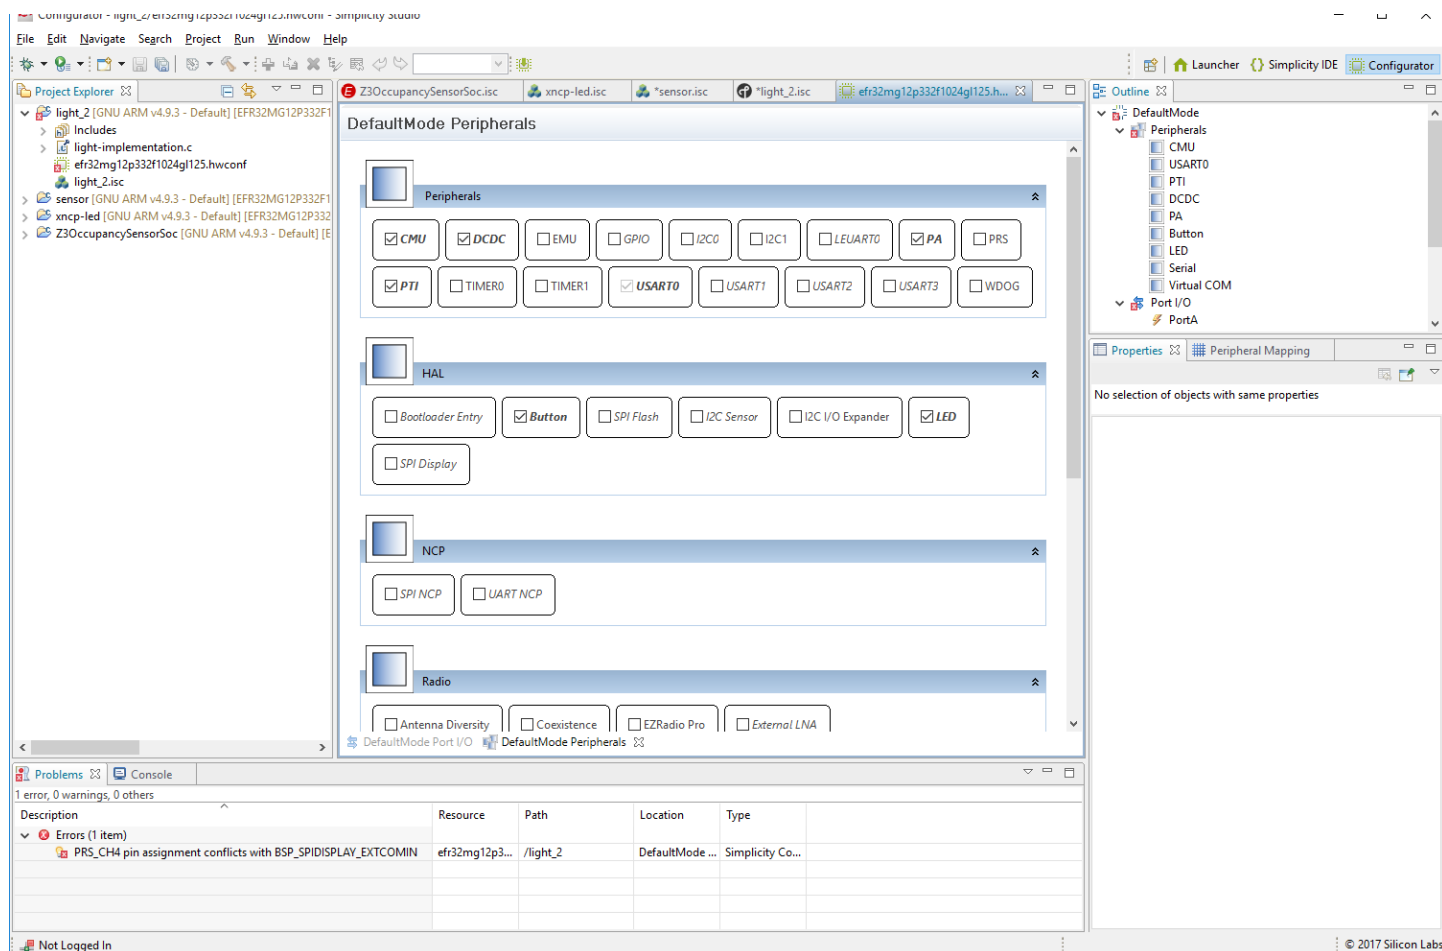 Configurator - light_2/efr32mg12p332f1024gl125.hwconf - Simplicity Studio
File Edit Navigate Search Project Run Window Help
Launcher Simplicity IDE Configurator
Project Explorer
light_2 [GNU ARM v4.9.3 - Default] [EFR32MG12P332F1
Includes
light-implementation.c
efr32mg12p332f1024gl125.hwconf
light_2.isc
sensor [GNU ARM v4.9.3 - Default] [EFR32MG12P332F1
xncp-led [GNU ARM v4.9.3 - Default] [EFR32MG12P332
Z3OccupancySensorSoc [GNU ARM v4.9.3 - Default] [E
Z3OccupancySensorSoc.isc xncp-led.isc *sensor.isc *light_2.isc efr32mg12p332f1024gl125.h...
DefaultMode Peripherals
Peripherals
CMU DCDC EMU GPIO I2C0 I2C1 LEUART0 PA PRS
PTI TIMER0 TIMER1 USART0 USART1 USART2 USART3 WDOG
HAL
Bootloader Entry Button SPI Flash I2C Sensor I2C I/O Expander LED
SPI Display
NCP
SPI NCP UART NCP
Radio
Antenna Diversity Coexistence EZRadio Pro External LNA
DefaultMode Port I/O DefaultMode Peripherals
Outline
DefaultMode
Peripherals
CMU
USART0
PTI
DCDC
PA
Button
LED
Serial
Virtual COM
Port I/O
PortA
Properties Peripheral Mapping
No selection of objects with same properties
Problems Console
1 error, 0 warnings, 0 others
Description Resource Path Location Type
Errors (1 item)
PRS_CH4 pin assignment conflicts with BSP_SPIDISPLAY_EXTCOMIN efr32mg12p3... /light_2 DefaultMode ... Simplicity Co...
Not Logged In
© 2017 Silicon Labs